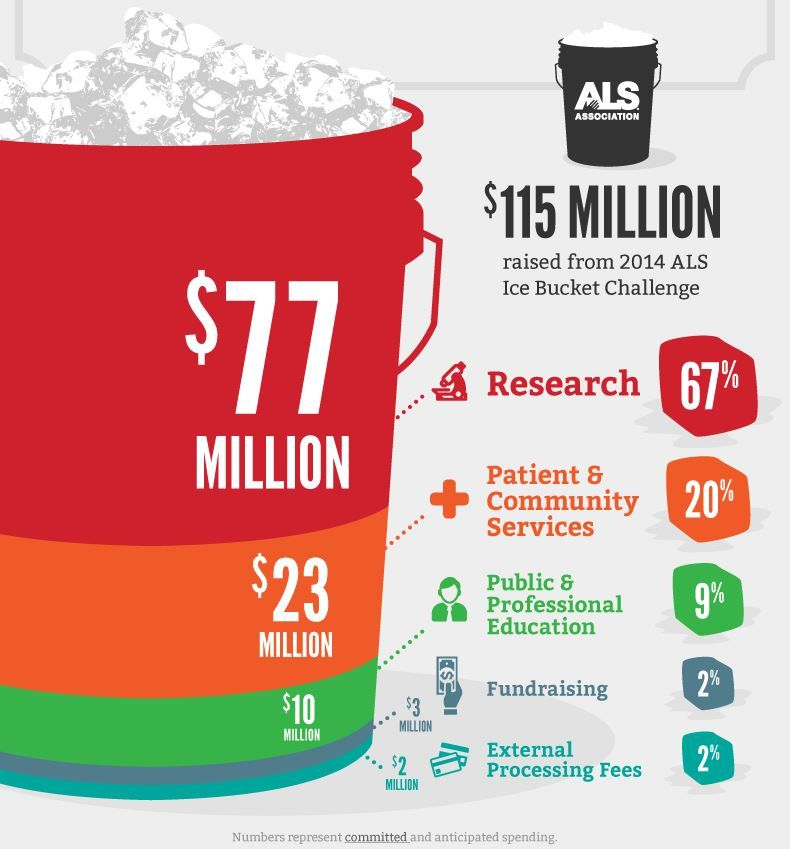 ALS
ASSOCIATION
$115 MILLION
raised from 2014 ALS
Ice Bucket Challenge
$77
MILLION
Research
67%
$23
MILLION
Patient &
Community
Services
20%
$10
MILLION
Public &
Professional
Education
9%
$3
MILLION
Fundraising
2%
$2
MILLION
External
Processing Fees
2%
Numbers represent committed and anticipated spending.